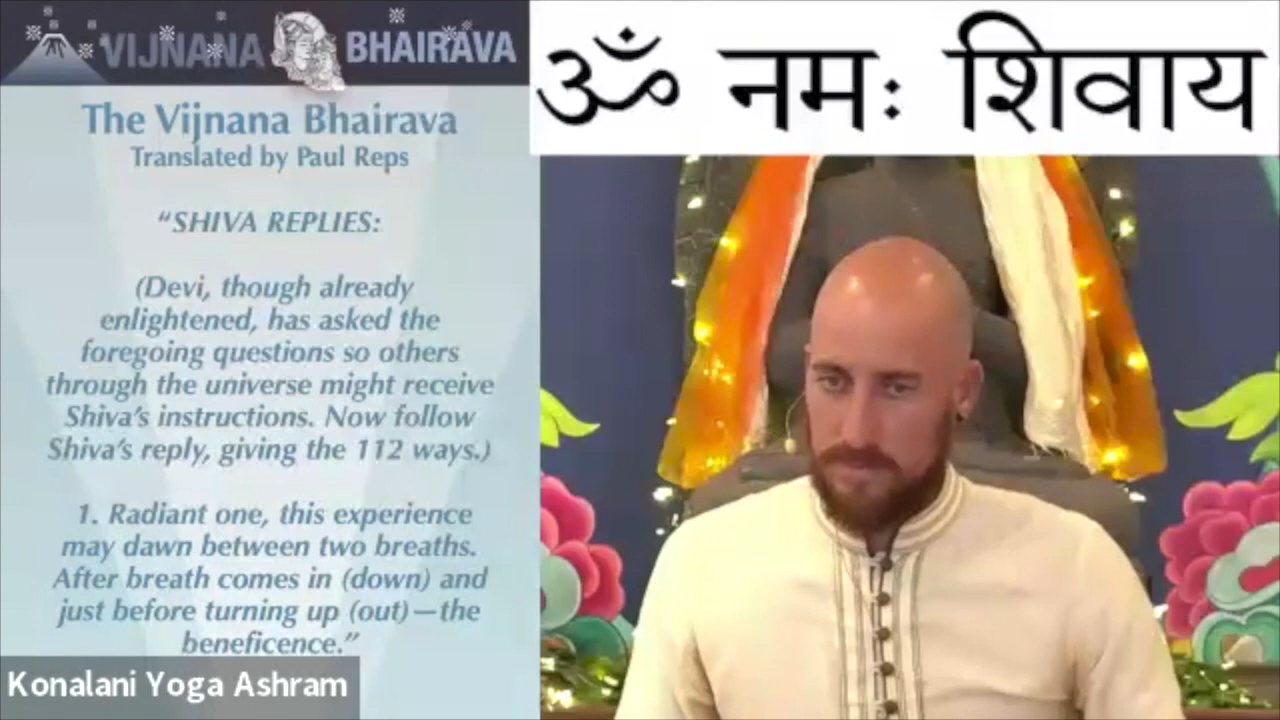 VIJNANA BHAIRAVA
ॐ नमः शिवाय
The Vijnana Bhairava
Translated by Paul Reps
“SHIVA REPLIES:
(Devi, though already
enlightened, has asked the
foregoing questions so others
through the universe might receive
Shiva’s instructions. Now follow
Shiva’s reply, giving the 112 ways.)
1. Radiant one, this experience
may dawn between two breaths.
After breath comes in (down) and
just before turning up (out)—the
beneficence.”
Konalani Yoga Ashram